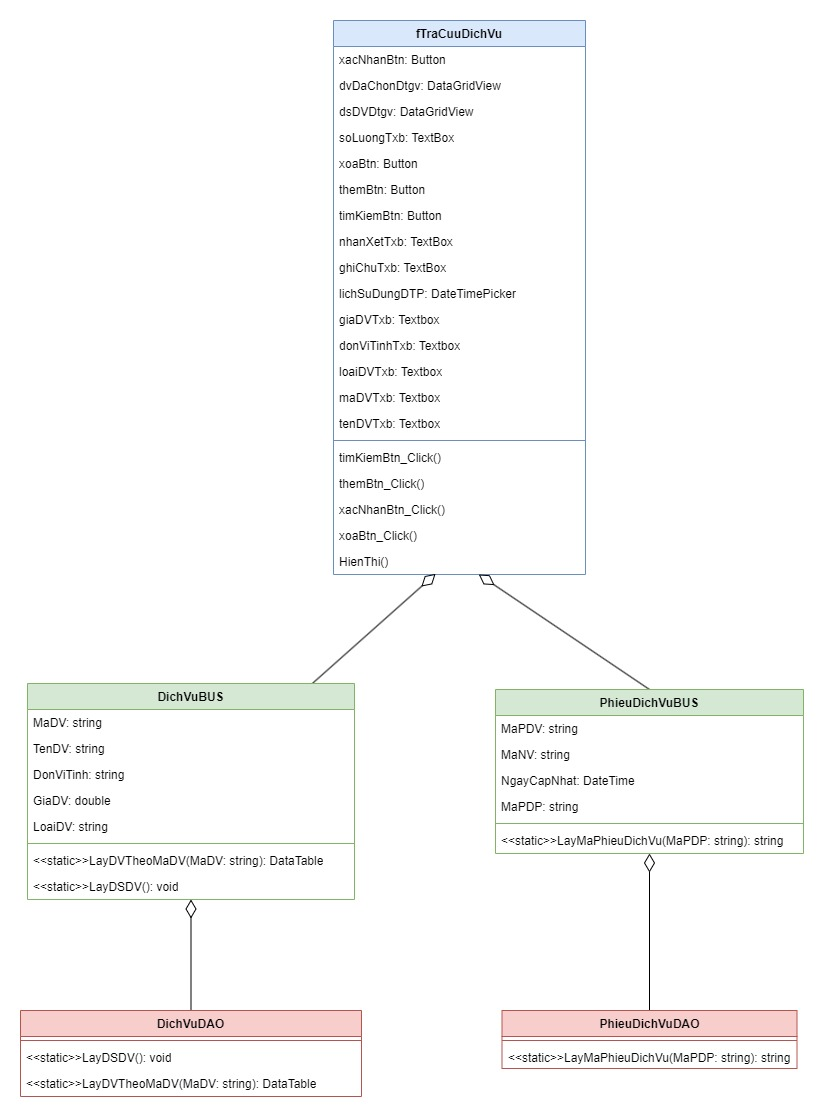 fTraCuuDichVu
xacNhanBtn: Button
dvDaChonDtgv: DataGridView
dsDVDtgv: DataGridView
soLuongTxb: TextBox
xoaBtn: Button
themBtn: Button
timKiemBtn: Button
nhanXetTxb: TextBox
ghiChuTxb: TextBox
lichSuDungDTP: DateTimePicker
giaDVTxb: Textbox
donViTinhTxb: Textbox
loaiDVTxb: Textbox
maDVTxb: Textbox
tenDVTxb: Textbox
timKiemBtn_Click()
themBtn_Click()
xacNhanBtn_Click()
xoaBtn_Click()
HienThi()
DichVuBUS
MaDV: string
TenDV: string
DonViTinh: string
GiaDV: double
LoaiDV: string
<<static>>LayDVTheoMaDV(MaDV: string): DataTable
<<static>>LayDSDV(): void
PhieuDichVuBUS
MaPDV: string
MaNV: string
NgayCapNhat: DateTime
MaPDP: string
<<static>>LayMaPhieuDichVu(MaPDP: string): string
DichVuDAO
<<static>>LayDSDV(): void
<<static>>LayDVTheoMaDV(MaDV: string): DataTable
PhieuDichVuDAO
<<static>>LayMaPhieuDichVu(MaPDP: string): string